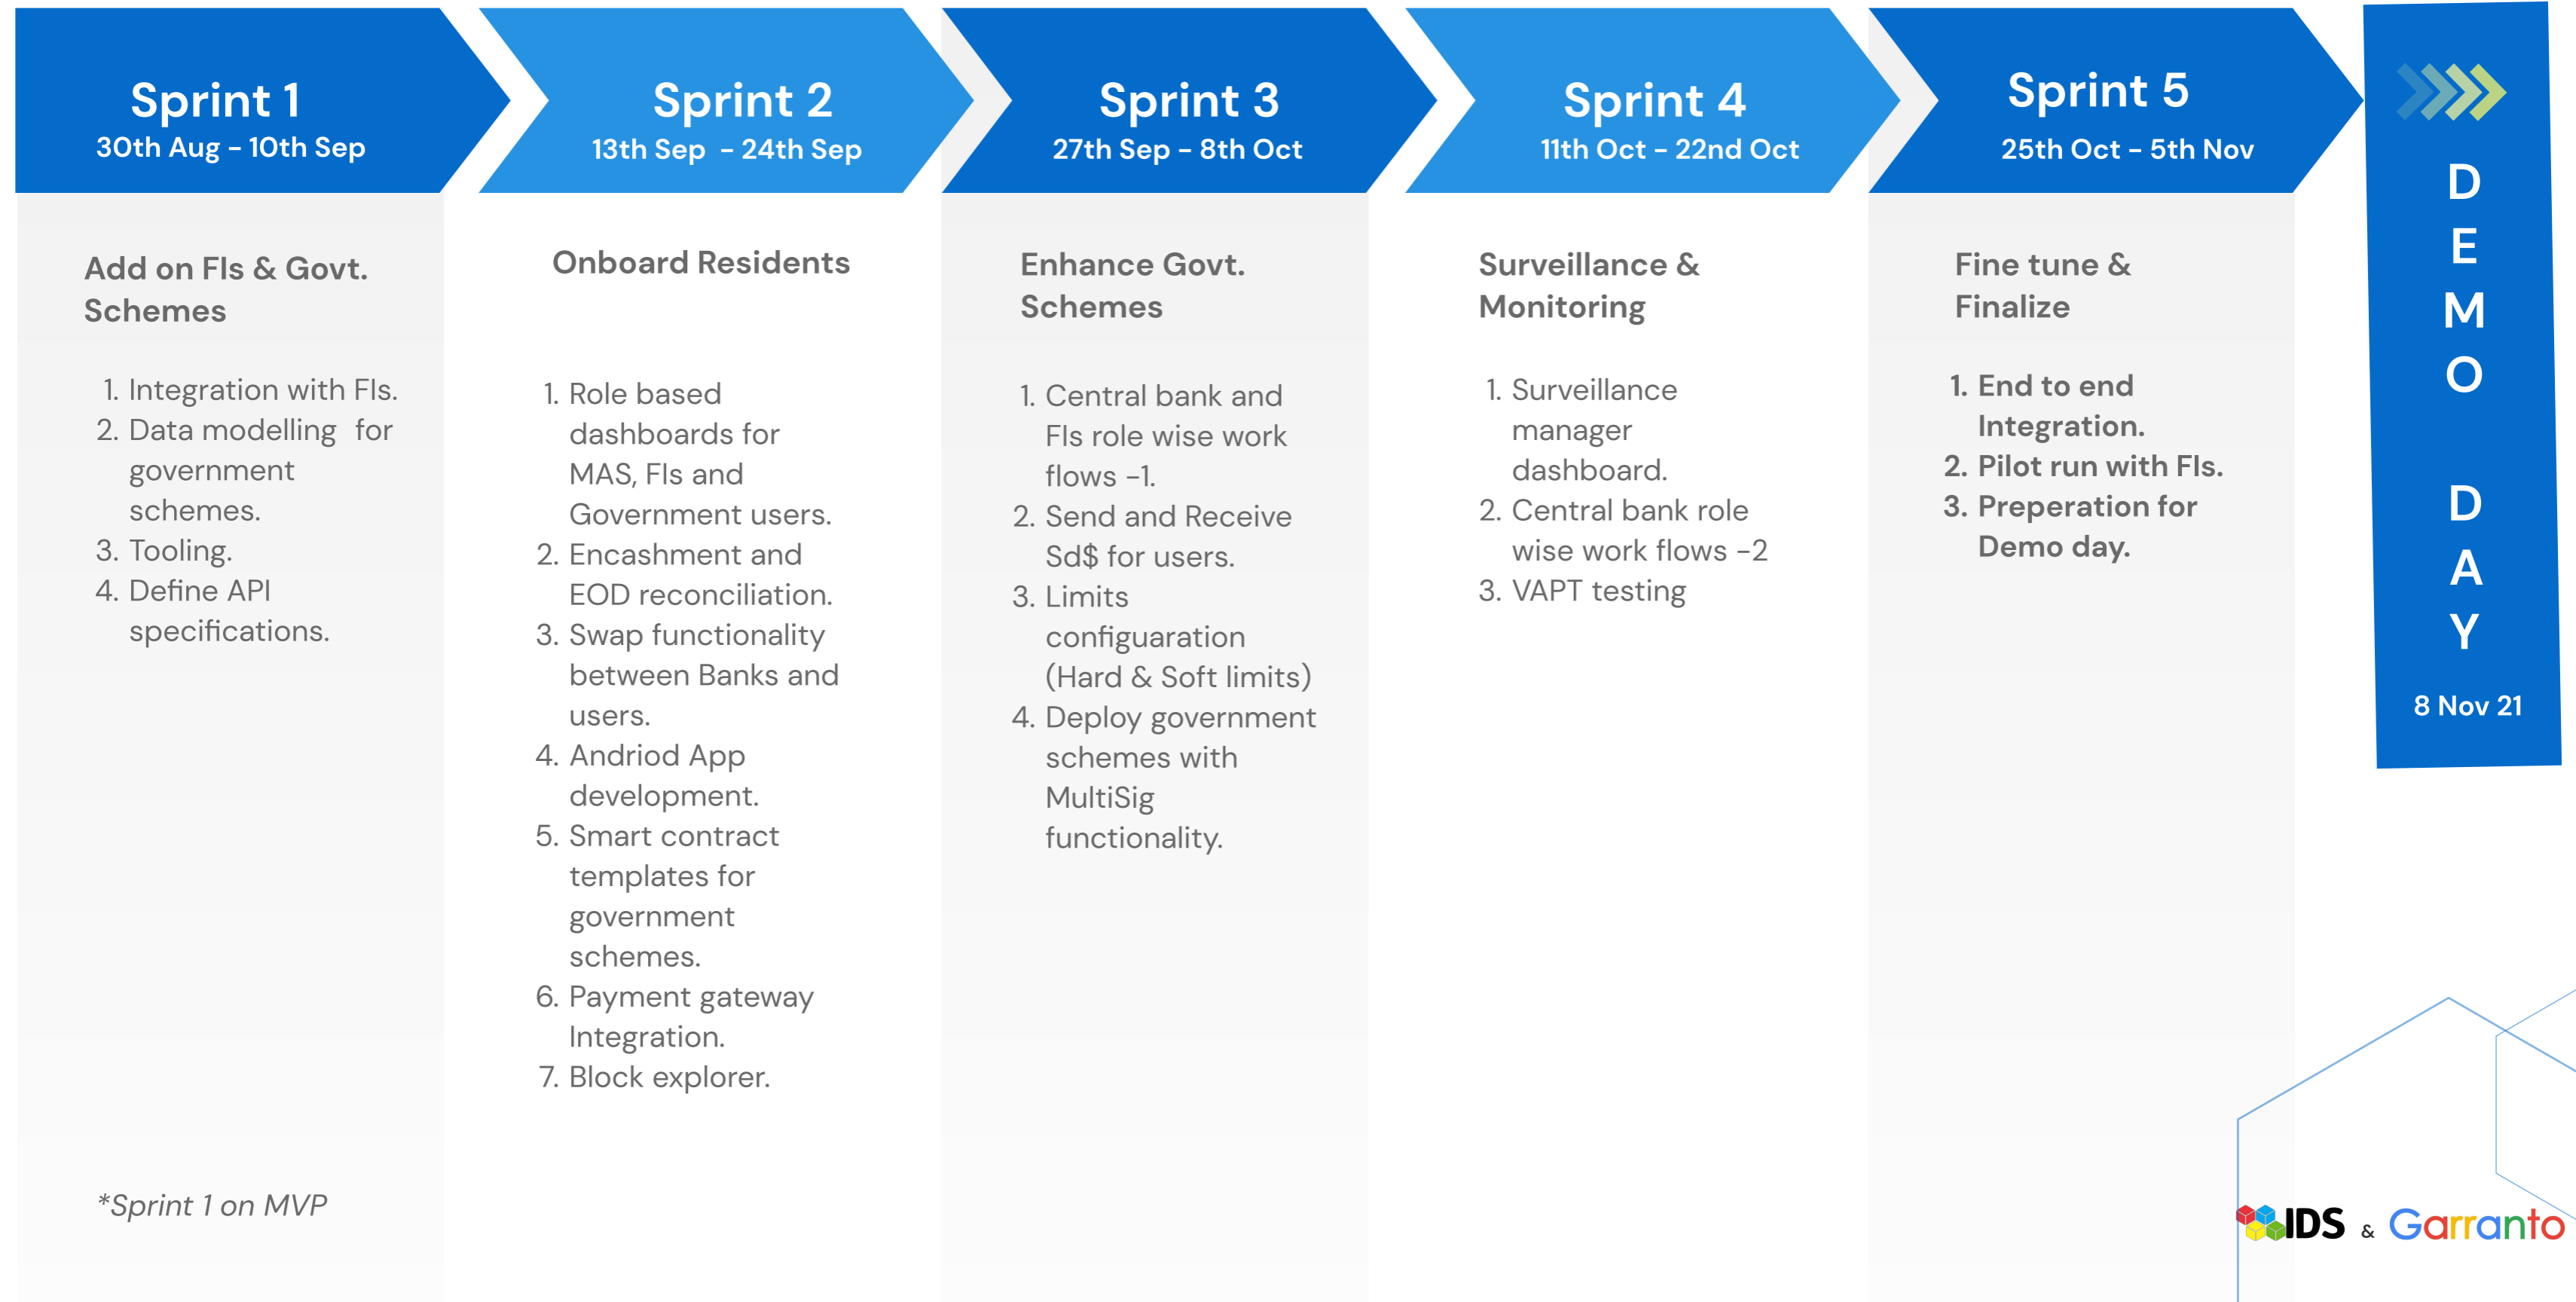 Sprint 1
30th Aug - 10th Sep
Add on FIs & Govt.
Schemes
1. Integration with FIs.
2. Data modelling for
government
schemes.
3. Tooling.
4. Define API
specifications.
*Sprint 1 on MVP
Sprint 2
13th Sep - 24th Sep
Onboard Residents
1. Role based
dashboards for
MAS, FIs and
Government users.
2. Encashment and
EOD reconciliation.
3. Swap functionality
between Banks and
users.
4. Andriod App
development.
5. Smart contract
templates for
government
schemes.
6. Payment gateway
Integration.
7. Block explorer.
Sprint 3
27th Sep - 8th Oct
Enhance Govt.
Schemes
1. Central bank and
FIs role wise work
flows -1.
2. Send and Receive
Sd$ for users.
3. Limits
configuaration
(Hard & Soft limits)
4. Deploy government
schemes with
MultiSig
functionality.
Sprint 4
11th Oct - 22nd Oct
Surveillance &
Monitoring
1. Surveillance
manager
dashboard.
2. Central bank role
wise work flows -2
3. VAPT testing
Sprint 5
25th Oct - 5th Nov
Fine tune &
Finalize
1. End to end
Integration.
2. Pilot run with FIs.
3. Preperation for
Demo day.
DEMO DAY
8 Nov 21
IDS & Garranto